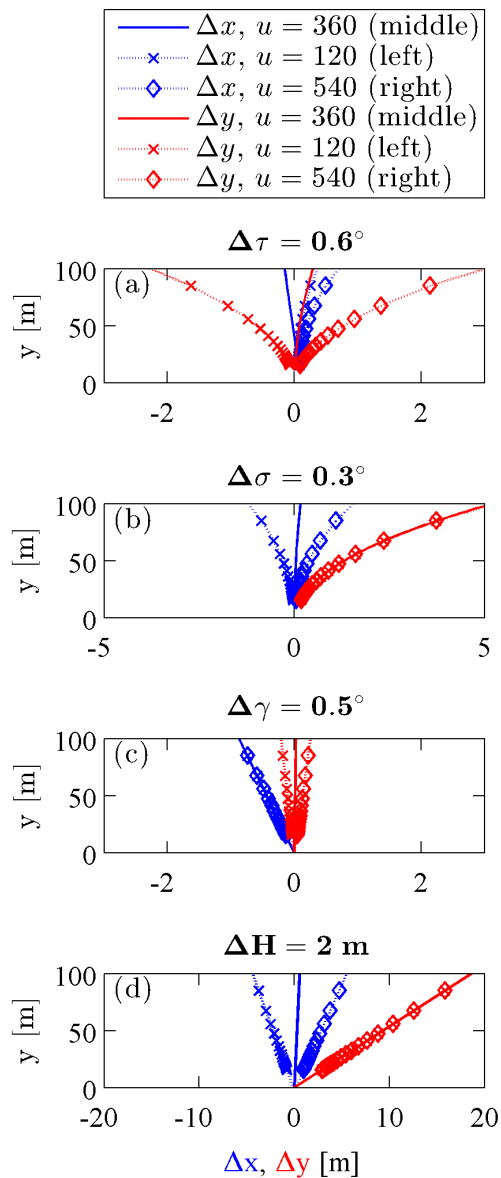 Δx, u = 360 (middle)
Δx, u = 120 (left)
Δx, u = 540 (right)
Δy, u = 360 (middle)
Δy, u = 120 (left)
Δy, u = 540 (right)
Δτ = 0.6°
(a)
100
50
0
y [m]
-2 0 2
Δσ = 0.3°
(b)
100
50
0
y [m]
-5 0 5
Δγ = 0.5°
(c)
100
50
0
y [m]
-2 0 2
ΔH = 2 m
(d)
100
50
0
y [m]
-20 -10 0 10 20
Δx, Δy [m]